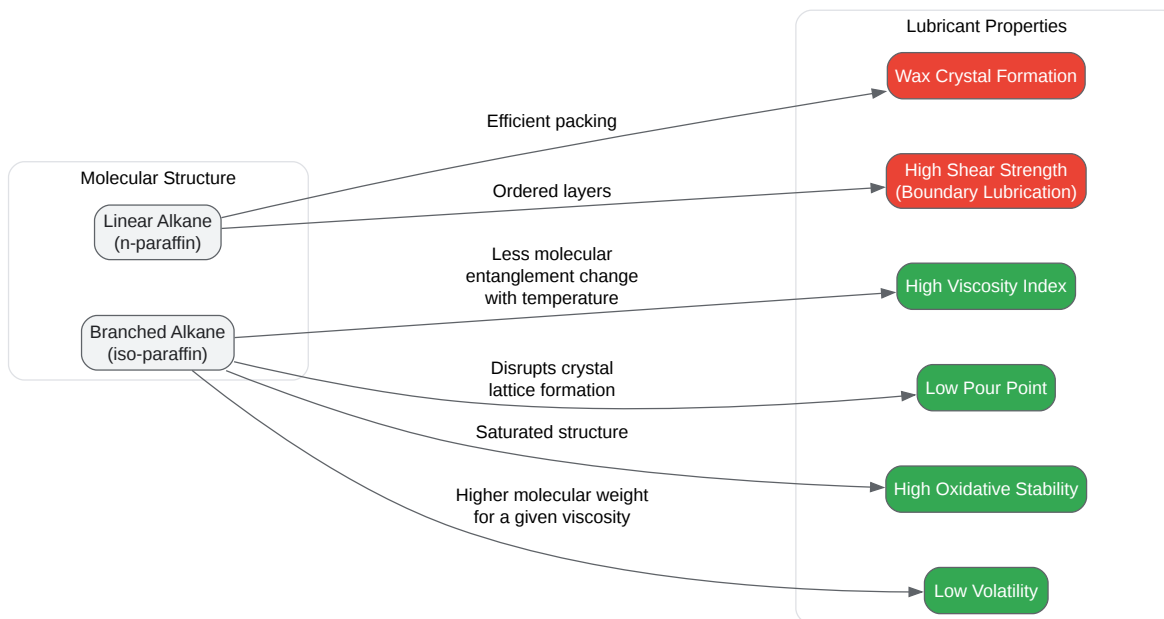 Lubricant Properties
Wax Crystal Formation
Efficient packing
Molecular Structure
High Shear Strength
(Boundary Lubrication)
Ordered layers
Linear Alkane
(n-paraffin)
Less molecular
entanglement change
with temperature
High Viscosity Index
Branched Alkane
(iso-paraffin)
Disrupts crystal
lattice formation
Low Pour Point
Saturated structure
High Oxidative Stability
Higher molecular weight
for a given viscosity
Low Volatility